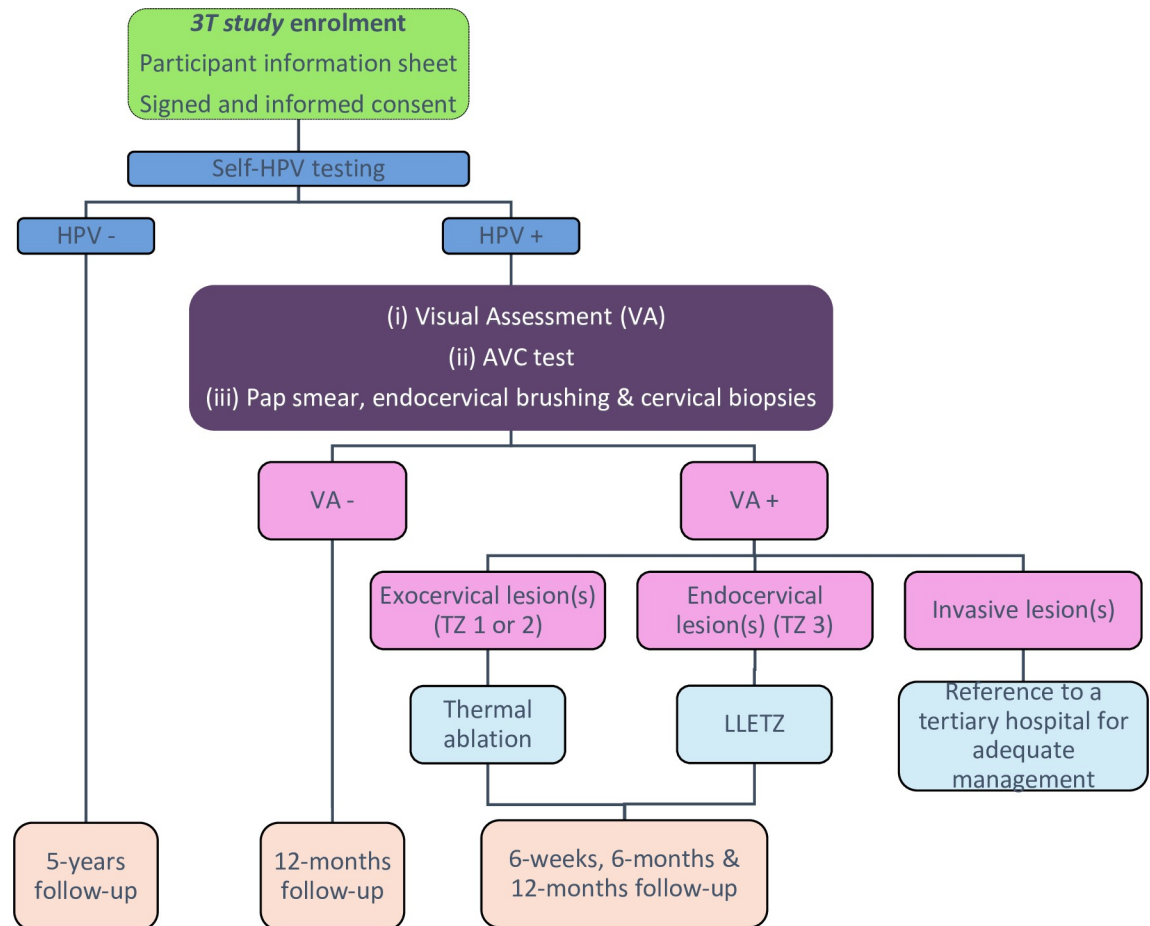 3T study enrolment
Participant information sheet
Signed and informed consent
Self-HPV testing
HPV -
HPV +
(i) Visual Assessment (VA)
(ii) AVC test
(iii) Pap smear, endocervical brushing & cervical biopsies
VA -
VA +
Exocervical lesion(s)
(TZ 1 or 2)
Endocervical
lesion(s) (TZ 3)
Invasive lesion(s)
Thermal
ablation
LLETZ
Reference to a
tertiary hospital for
adequate
management
5-years
follow-up
12-months
follow-up
6-weeks, 6-months &
12-months follow-up